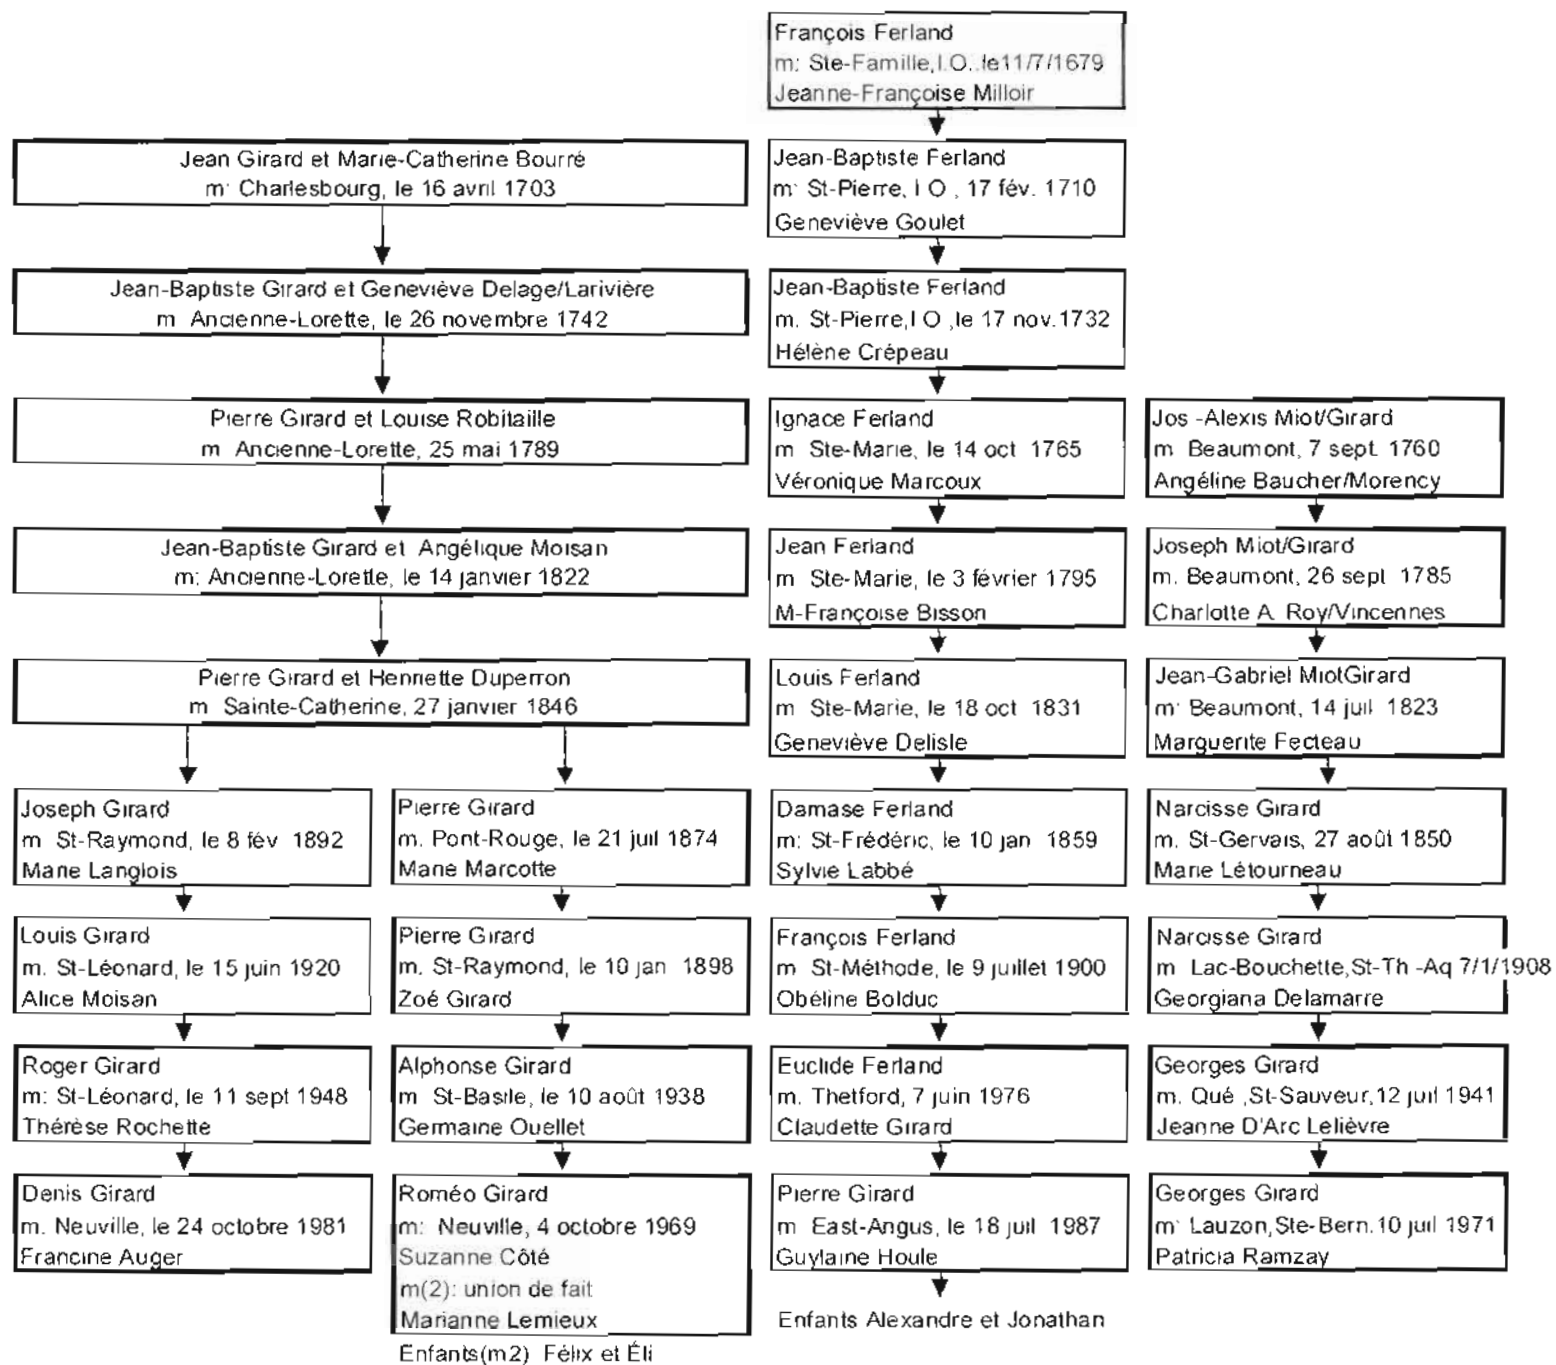 François Ferland
m: Ste-Famille,I.O..le11/7/1679
Jeanne-Françoise Milloir
Jean Girard et Marie-Catherine Bourré
m: Charlesbourg, le 16 avril 1703
Jean-Baptiste Ferland
m: St-Pierre, I O , 17 fév. 1710
Geneviève Goulet
Jean-Baptiste Girard et Geneviève Delage/Larivière
m Ancienne-Lorette, le 26 novembre 1742
Jean-Baptiste Ferland
m. St-Pierre,I O ,le 17 nov.1732
Hélène Crépeau
Pierre Girard et Louise Robitaille
m Ancienne-Lorette, 25 mai 1789
Ignace Ferland
m Ste-Marie, le 14 oct 1765
Véronique Marcoux
Jos -Alexis Miot/Girard
m Beaumont, 7 sept. 1760
Angéline Baucher/Morency
Jean-Baptiste Girard et Angélique Moisan
m: Ancienne-Lorette, le 14 janvier 1822
Jean Ferland
m Ste-Marie, le 3 février 1795
M-Françoise Bisson
Joseph Miot/Girard
m. Beaumont, 26 sept 1785
Charlotte A Roy/Vincennes
Pierre Girard et Henriette Duperron
m Sainte-Catherine, 27 janvier 1846
Louis Ferland
m Ste-Marie, le 18 oct 1831
Geneviève Delisle
Jean-Gabriel MiotGirard
m: Beaumont, 14 juil 1823
Marguerite Fecteau
Joseph Girard
m St-Raymond, le 8 fév 1892
Marie Langlois
Pierre Girard
m. Pont-Rouge, le 21 juil 1874
Marie Marcotte
Damase Ferland
m: St-Frédéric, le 10 jan 1859
Sylvie Labbé
Narcisse Girard
m. St-Gervais, 27 août 1850
Marie Létourneau
Louis Girard
m. St-Léonard, le 15 juin 1920
Alice Moisan
Pierre Girard
m. St-Raymond, le 10 jan 1898
Zoé Girard
François Ferland
m St-Méthode, le 9 juillet 1900
Obéline Bolduc
Narcisse Girard
m Lac-Bouchette,St-Th -Aq 7/1/1908
Georgiana Delamarre
Roger Girard
m: St-Léonard, le 11 sept 1948
Thérèse Rochette
Alphonse Girard
m St-Basile, le 10 août 1938
Germaine Ouellet
Euclide Ferland
m. Thetford, 7 juin 1976
Claudette Girard
Georges Girard
m. Qué ,St-Sauveur,12 juil 1941
Jeanne D'Arc Lelièvre
Denis Girard
m. Neuville, le 24 octobre 1981
Francine Auger
Roméo Girard
m: Neuville, 4 octobre 1969
Suzanne Côté
m(2): union de fait
Marianne Lemieux
Enfants(m2) Félix et Éli
Pierre Girard
m East-Angus, le 18 juil 1987
Guylaine Houle
Enfants Alexandre et Jonathan
Georges Girard
m: Lauzon,Ste-Bern.10 juil 1971
Patricia Ramzay